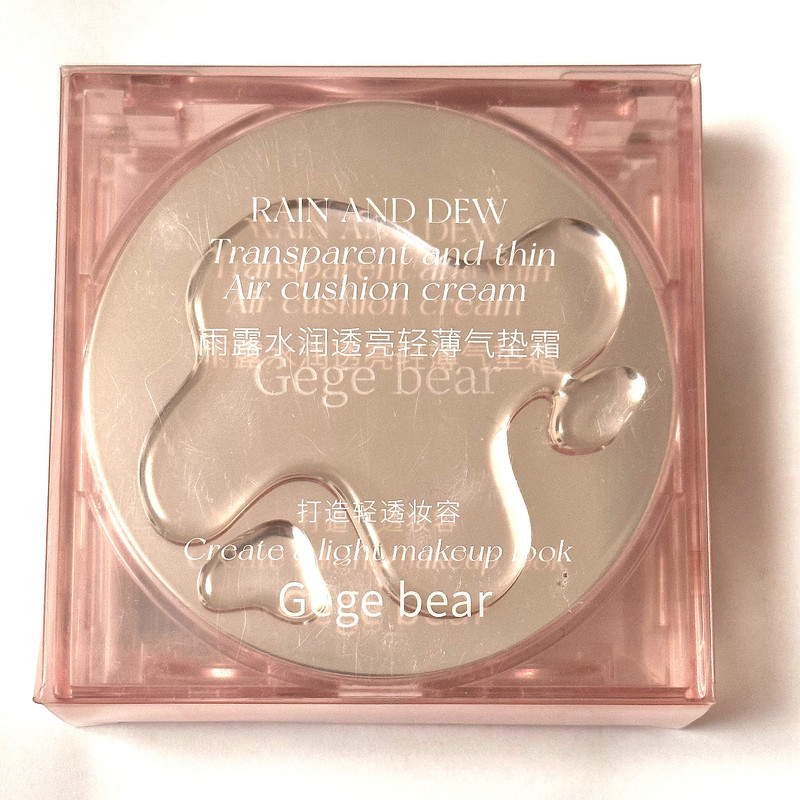 RAIN AND DEW
Transparent and thin
Air cushion cream
雨露水润透亮轻薄气垫霜
Gege bear
打造轻透妆容
Create a light makeup look
Gege bear